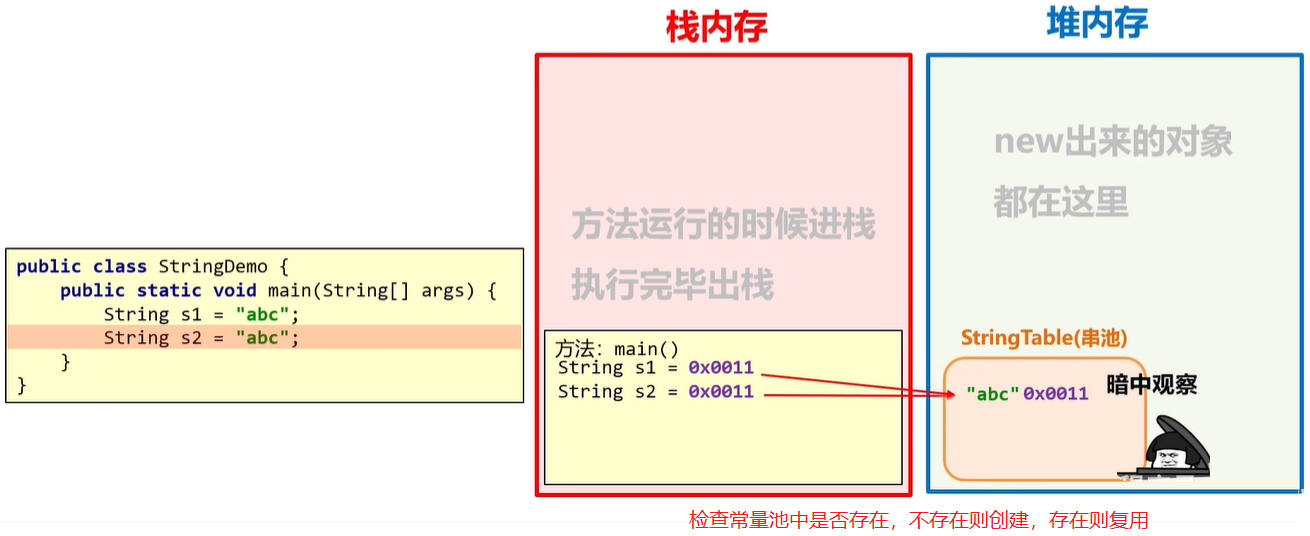 栈内存
堆内存
new出来的对象
都在这里
方法运行的时候进栈
执行完毕出栈
public class StringDemo {
public static void main(String[] args) {
String s1 = "abc";
String s2 = "abc";
}
}
方法：main()
String s1 = 0x0011
String s2 = 0x0011
StringTable(串池)
"abc" 0x0011
暗中观察
检查常量池中是否存在，不存在则创建，存在则复用